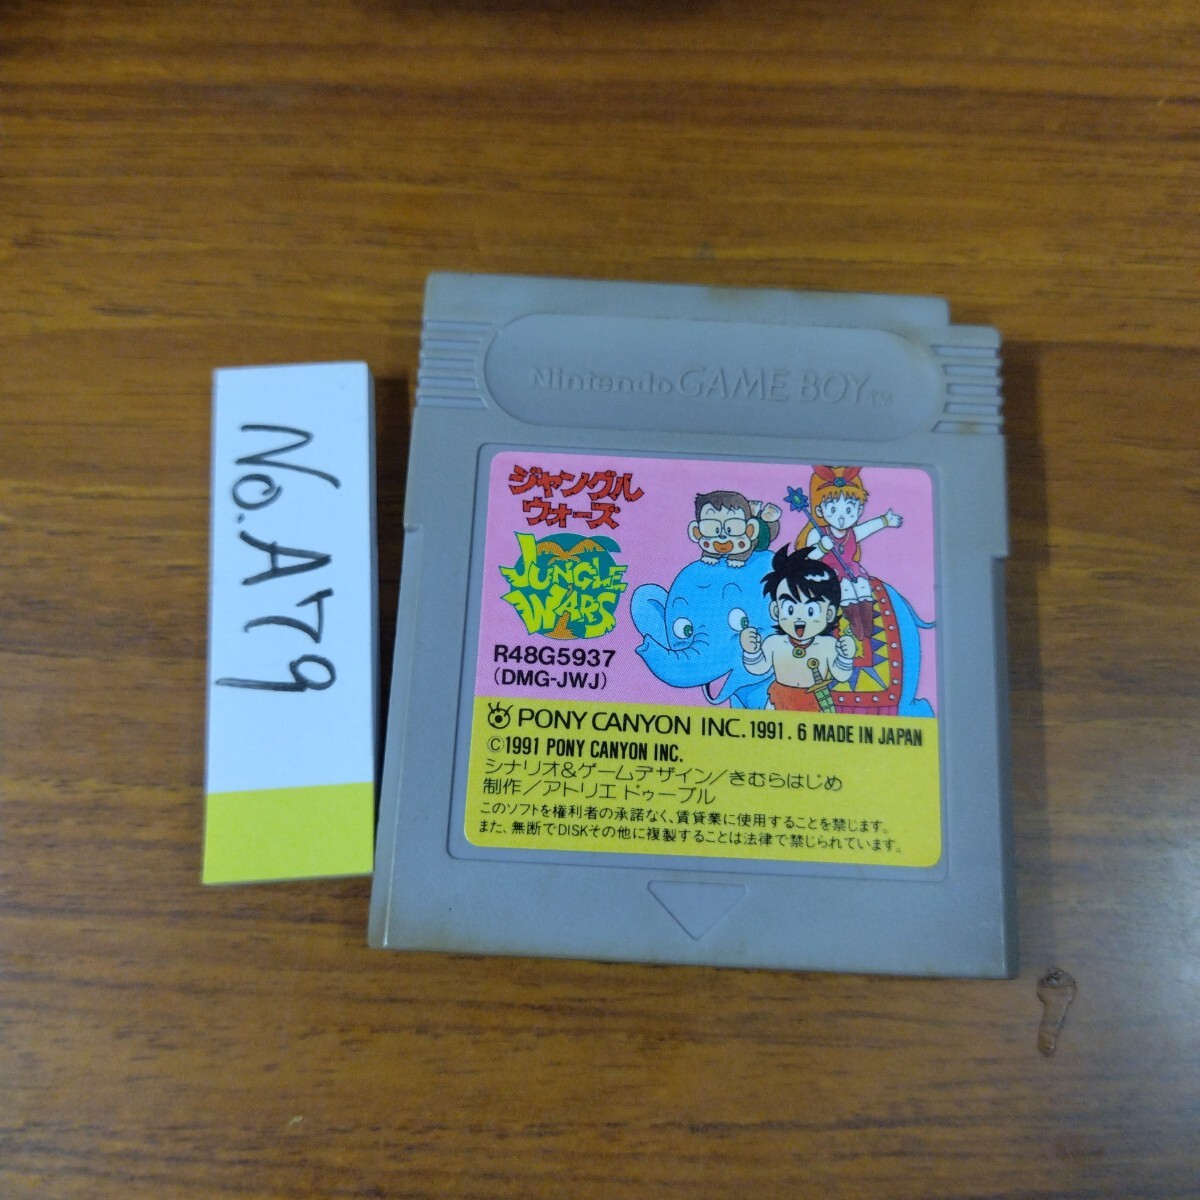 No.A79
Nintendo GAME BOY TM
ジャングル
ウォーズ
JUNGLE
WARS
R48G5937
(DMG-JWJ)
PONY CANYON INC. 1991. 6 MADE IN JAPAN
©1991 PONY CANYON INC.
シナリオ&ゲームデザイン/きむらはじめ
制作/アトリエ ドゥーブル
このソフトを権利者の承諾なく、賃貸業に使用することを禁じます。
また、無断でDISKその他に複製することは法律で禁じられています。